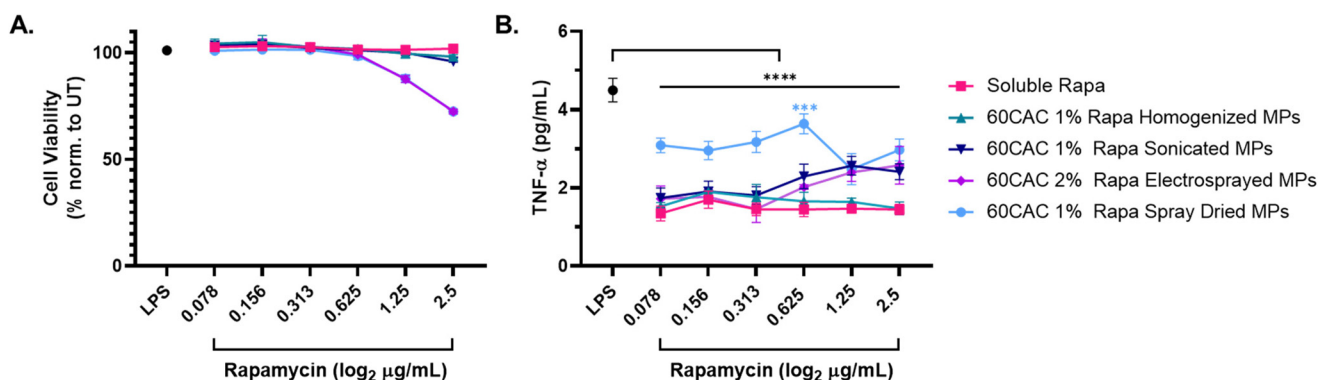 A.
Cell Viability
(% norm. to UT)
100
50
0
LPS
0.078
0.156
0.313
0.625
1.25
2.5
Rapamycin (log₂ µg/mL)
B.
TNF-α (pg/mL)
6
4
2
0
****
***
LPS
0.078
0.156
0.313
0.625
1.25
2.5
Rapamycin (log₂ µg/mL)
Soluble Rapa
60CAC 1% Rapa Homogenized MPs
60CAC 1% Rapa Sonicated MPs
60CAC 2% Rapa Electrosprayed MPs
60CAC 1% Rapa Spray Dried MPs